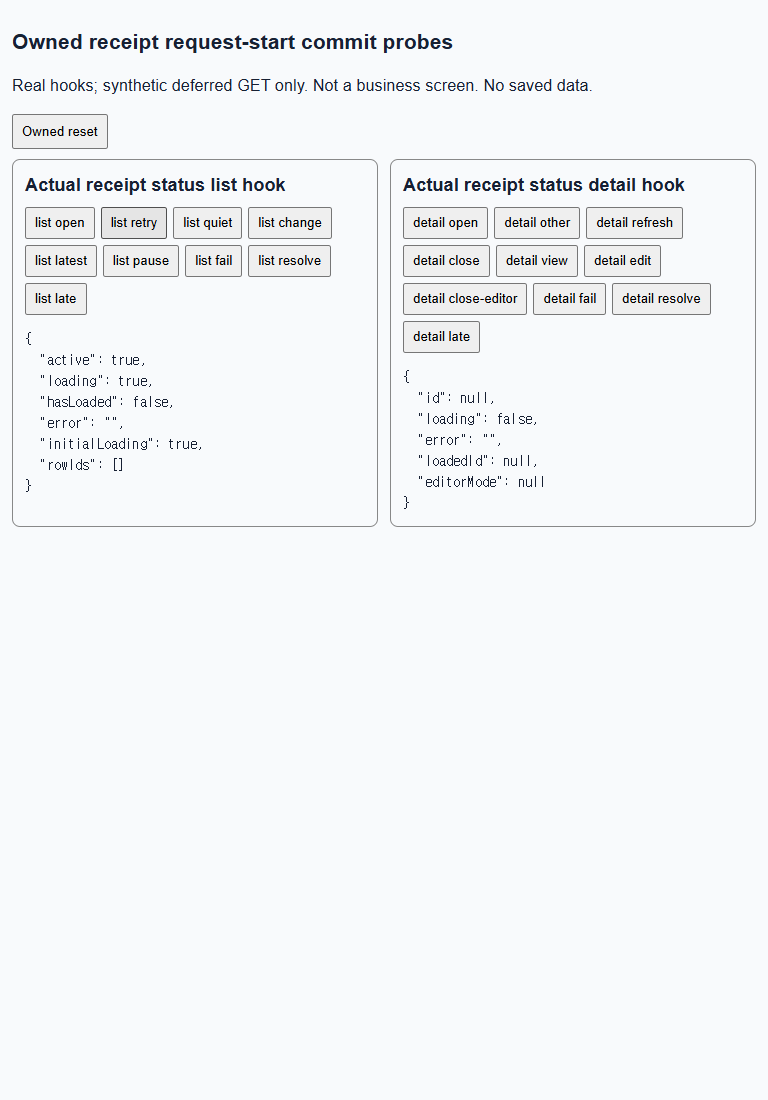 Owned receipt request-start commit probes
Real hooks; synthetic deferred GET only. Not a business screen. No saved data.
Owned reset
Actual receipt status list hook
list open list retry list quiet list change
list latest list pause list fail list resolve
list late
{
  "active": true,
  "loading": true,
  "hasLoaded": false,
  "error": "",
  "initialLoading": true,
  "rowIds": []
}
Actual receipt status detail hook
detail open detail other detail refresh
detail close detail view detail edit
detail close-editor detail fail detail resolve
detail late
{
  "id": null,
  "loading": false,
  "error": "",
  "loadedId": null,
  "editorMode": null
}